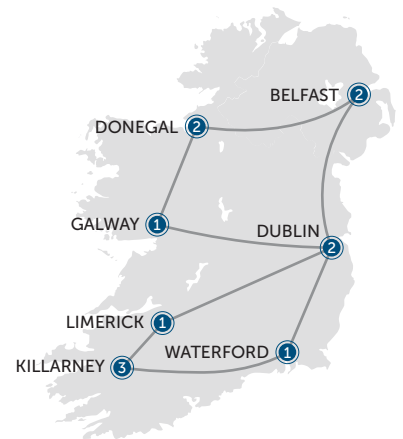 BELFAST 2
DONEGAL 2
GALWAY 1
DUBLIN 2
LIMERICK 1
WATERFORD 1
KILLARNEY 3